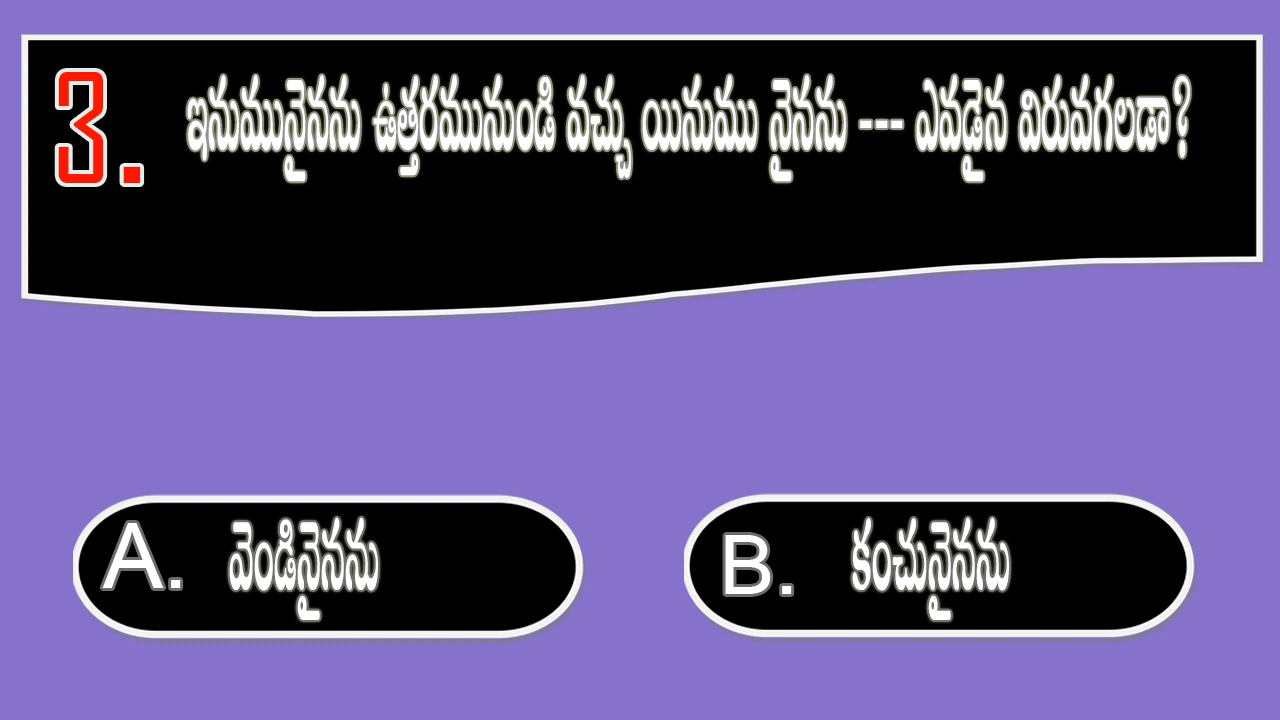 3. ఇనుమునైనను ఉత్తరమునుండి వచ్చు యినుము నైనను --- ఎవడైన విరువగలడా?
A. వెండినైనను
B. కంచునైనను